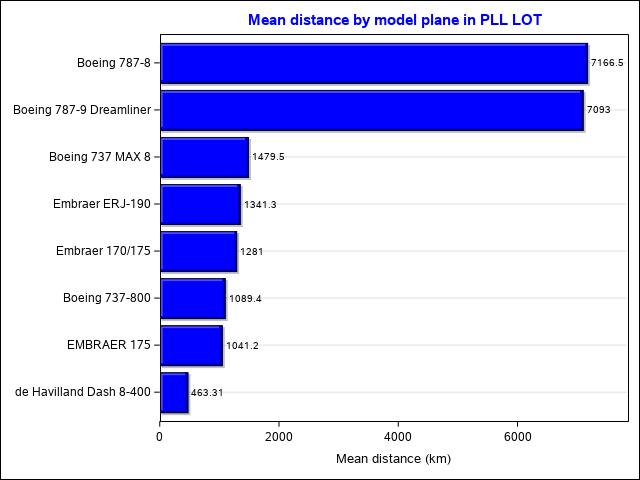 Mean distance by model plane in PLL LOT
Boeing 787-8 7166.5
Boeing 787-9 Dreamliner 7093
Boeing 737 MAX 8 1479.5
Embraer ERJ-190 1341.3
Embraer 170/175 1281
Boeing 737-800 1089.4
EMBRAER 175 1041.2
de Havilland Dash 8-400 463.31
0 2000 4000 6000
Mean distance (km)